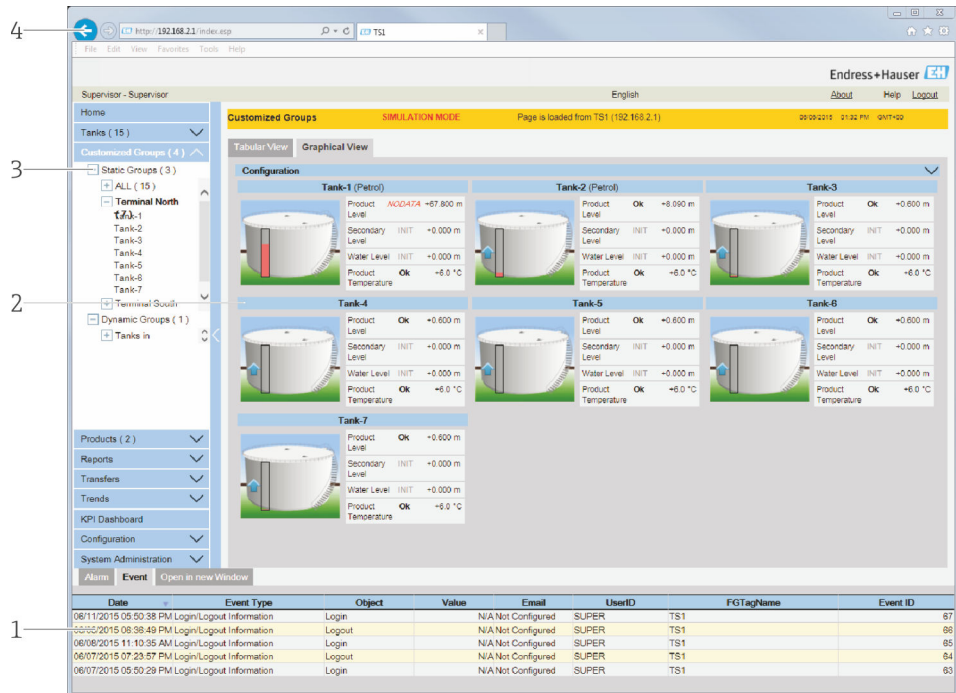 4
http://192.168.2.1/index.asp
TS1
File Edit View Favorites Tools Help
Endress+Hauser EH
Supervisor - Supervisor English About Help Logout
Home
Tanks ( 15 )
Customized Groups ( 4 )
3
Static Groups ( 3 )
ALL ( 15 )
Terminal North
Tank-1
Tank-2
Tank-3
Tank-4
Tank-5
Tank-6
Tank-7
Terminal South
Dynamic Groups ( 1 )
Tanks in
Products ( 2 )
Reports
Transfers
Trends
KPI Dashboard
Configuration
System Administration
Customized Groups SIMULATION MODE Page is loaded from TS1 (192.168.2.1) 01:32 PM
Tabular View Graphical View
Configuration
2
Tank-1 (Petrol)
Product Level NODATA +67.800 m
Secondary Level INIT +0.000 m
Water Level INIT +0.000 m
Product Temperature Ok +6.0 °C
Tank-2 (Petrol)
Product Level Ok +8.090 m
Secondary Level INIT +0.000 m
Water Level INIT +0.000 m
Product Temperature Ok +6.0 °C
Tank-3
Product Level Ok +0.600 m
Secondary Level INIT +0.000 m
Water Level INIT +0.000 m
Product Temperature Ok +6.0 °C
Tank-4
Product Level Ok +0.600 m
Secondary Level INIT +0.000 m
Water Level INIT +0.000 m
Product Temperature Ok +6.0 °C
Tank-5
Product Level Ok +0.600 m
Secondary Level INIT +0.000 m
Water Level INIT +0.000 m
Product Temperature Ok +6.0 °C
Tank-6
Product Level Ok +0.600 m
Secondary Level INIT +0.000 m
Water Level INIT +0.000 m
Product Temperature Ok +6.0 °C
Tank-7
Product Level Ok +0.600 m
Secondary Level INIT +0.000 m
Water Level INIT +0.000 m
Product Temperature Ok +6.0 °C
Alarm Event Open in new Window
Date Event Type Object Value Email UserID FGTagName Event ID
06/11/2015 05:50:38 PM Login/Logout Information Login N/A Not Configured SUPER TS1 67
1
06:36:49 PM Login/Logout Information Logout N/A Not Configured SUPER TS1 66
06/08/2015 11:10:35 AM Login/Logout Information Login N/A Not Configured SUPER TS1 65
06/07/2015 07:23:57 PM Login/Logout Information Logout N/A Not Configured SUPER TS1 64
06/07/2015 05:50:29 PM Login/Logout Information Login N/A Not Configured SUPER TS1 63